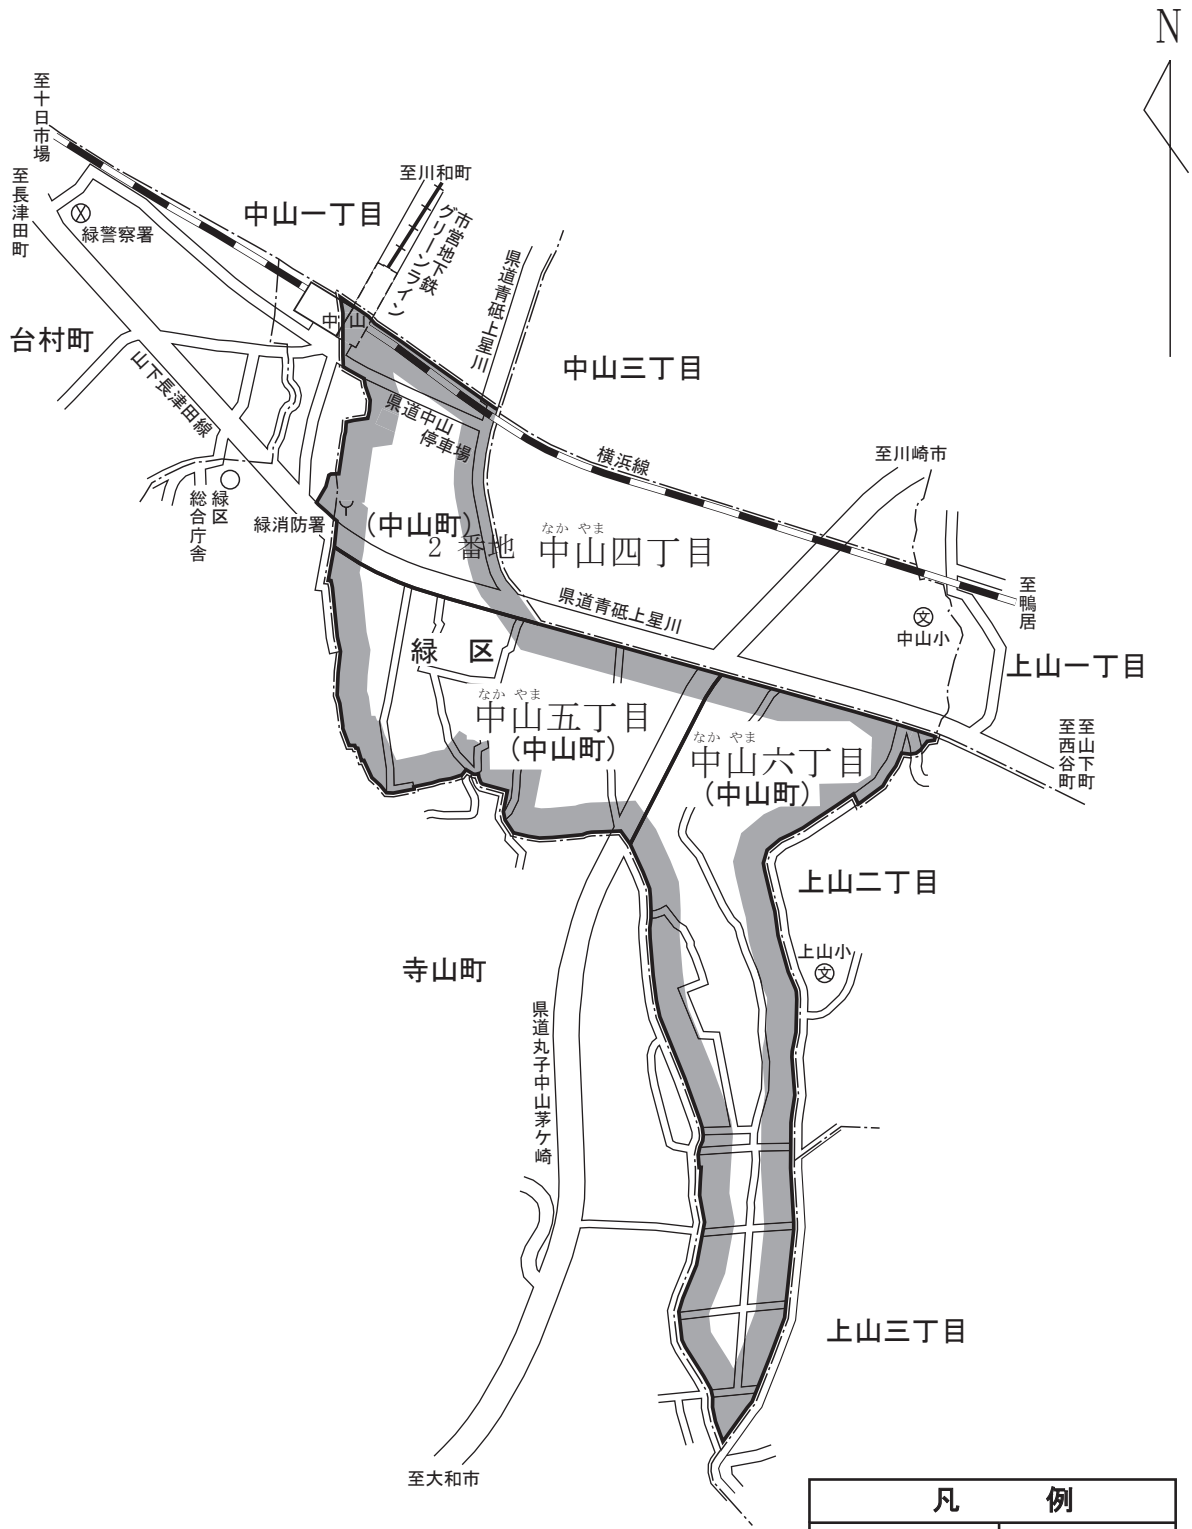 N
至十日市場
至長津田町
緑警察署
中山一丁目
至川和町
市営地下鉄
グリーンライン
県道青砥上星川
中山
台村町
山下長津田線
中山三丁目
県道中山
停車場
横浜線
至川崎市
緑区
総合庁舎
緑消防署
(中山町)
2 番地
なか やま
中山四丁目
県道青砥上星川
至鴨居
文
中山小
上山一丁目
緑 区
なか やま
中山五丁目
(中山町)
なか やま
中山六丁目
(中山町)
至山下町
至西谷町
上山二丁目
上山小
文
寺山町
県道丸子中山茅ケ崎
上山三丁目
至大和市
凡 例